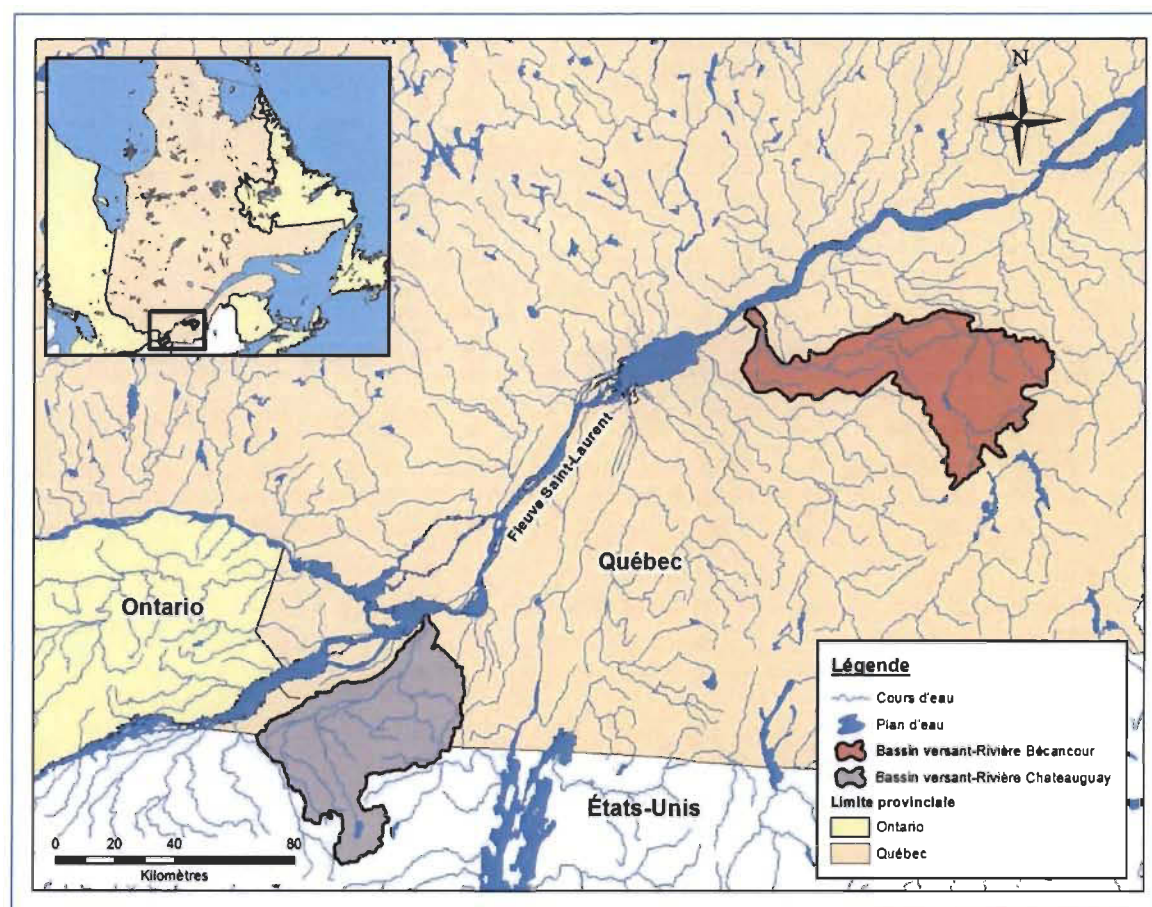 N
Fleuve Saint-Laurent
Québec
Ontario
États-Unis
0 20 40 80
Kilomètres
Légende
Cours d'eau
Plan d'eau
Bassin versant-Rivière Bécancour
Bassin versant-Rivière Chateauguay
Limite provinciale
Ontario
Québec